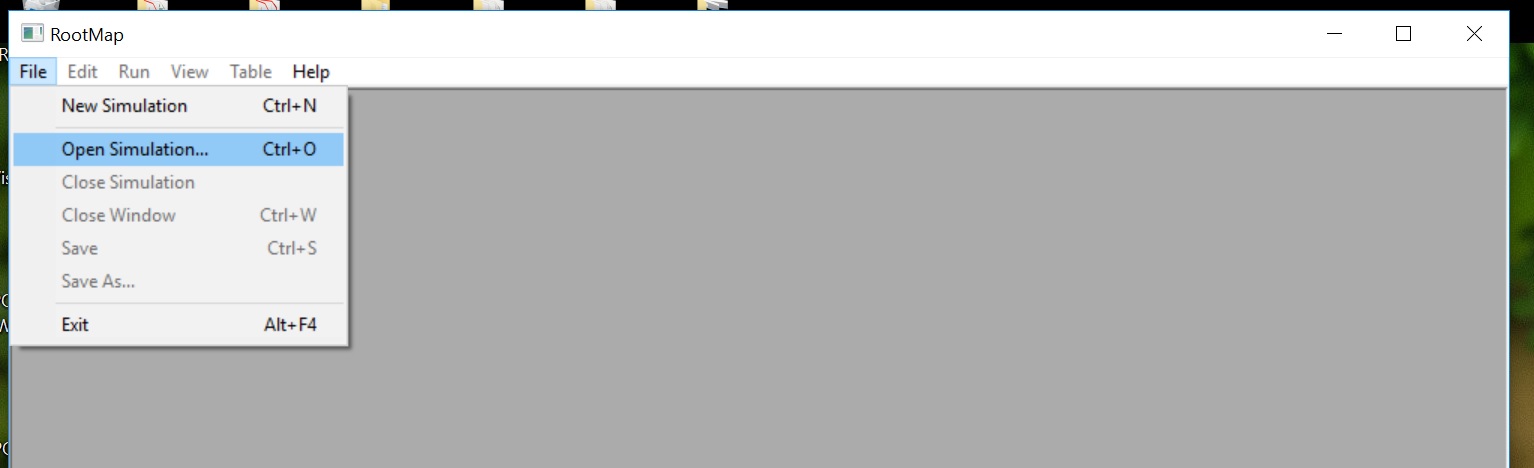 RootMap
File Edit Run View Table Help
New Simulation Ctrl+N
Open Simulation... Ctrl+O
Close Simulation
Close Window Ctrl+W
Save Ctrl+S
Save As...
Exit Alt+F4